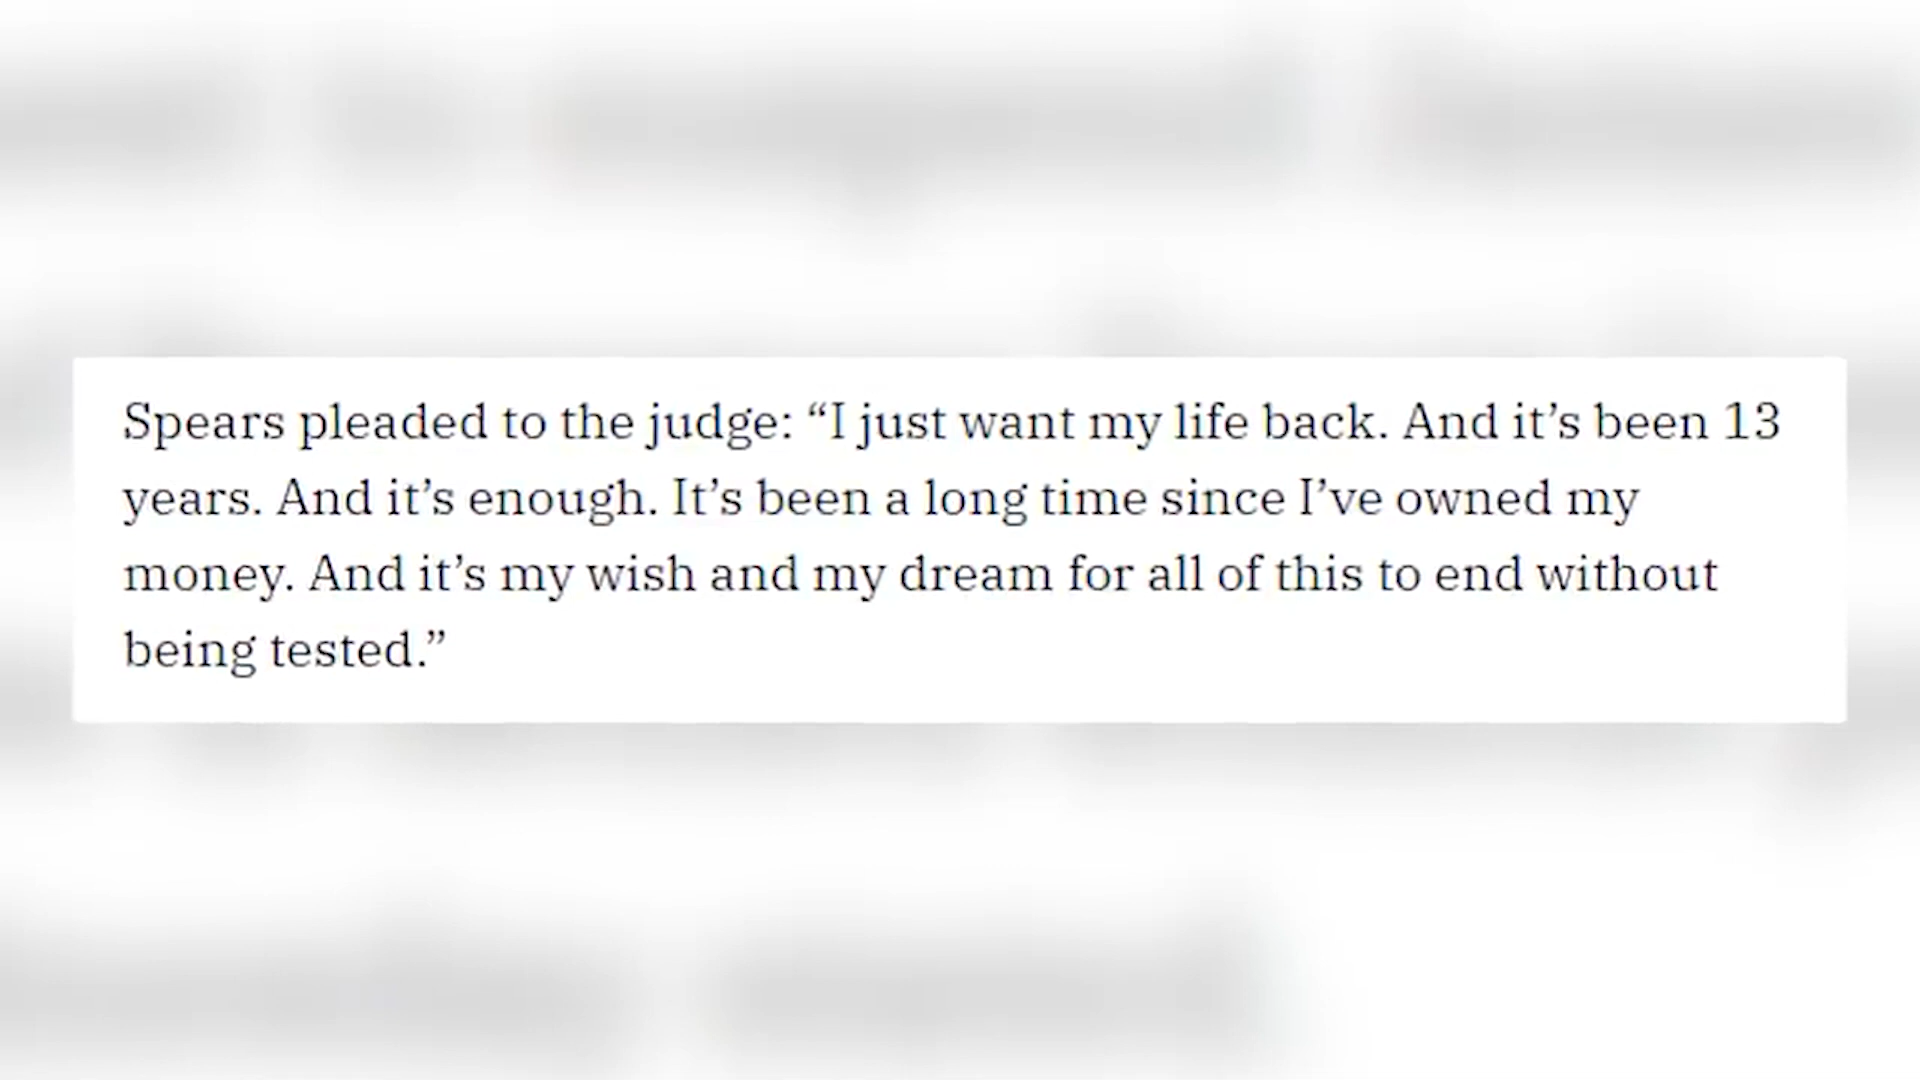 Spears pleaded to the judge: “I just want my life back. And it’s been 13
years. And it’s enough. It’s been a long time since I’ve owned my
money. And it’s my wish and my dream for all of this to end without
being tested.”